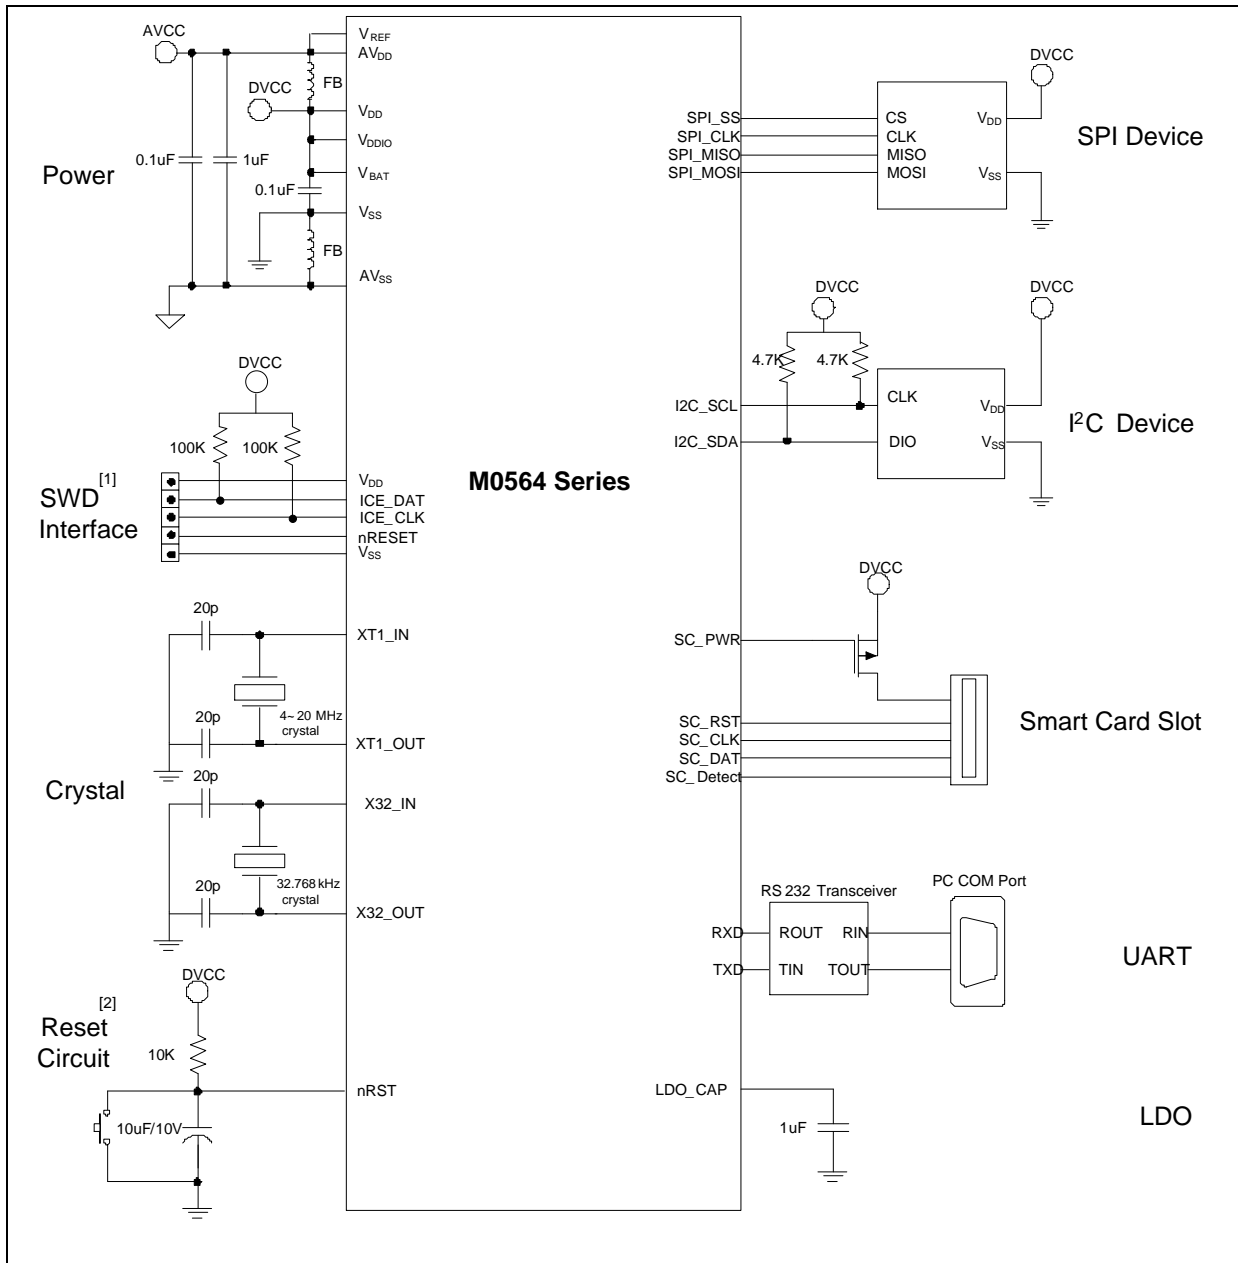 AVCC
VREF
AVDD
FB
DVCC
VDD
VDDIO
0.1uF
1uF
VBAT
Power
0.1uF
VSS
FB
AVSS
DVCC
100K
100K
SWD[1]
Interface
VDD
ICE_DAT
ICE_CLK
nRESET
VSS
20p
XT1_IN
4~20 MHz
crystal
20p
XT1_OUT
Crystal
20p
X32_IN
32.768 kHz
crystal
20p
X32_OUT
DVCC
[2]
Reset
Circuit
10K
nRST
10uF/10V
M0564 Series
DVCC
SPI_SS
SPI_CLK
SPI_MISO
SPI_MOSI
CS
CLK
MISO
MOSI
VDD
VSS
SPI Device
DVCC
DVCC
4.7K
4.7K
I2C_SCL
I2C_SDA
CLK
DIO
VDD
VSS
I2C Device
DVCC
SC_PWR
SC_RST
SC_CLK
SC_DAT
SC_Detect
Smart Card Slot
RS 232 Transceiver
PC COM Port
RXD
ROUT
RIN
TXD
TIN
TOUT
UART
LDO_CAP
1uF
LDO